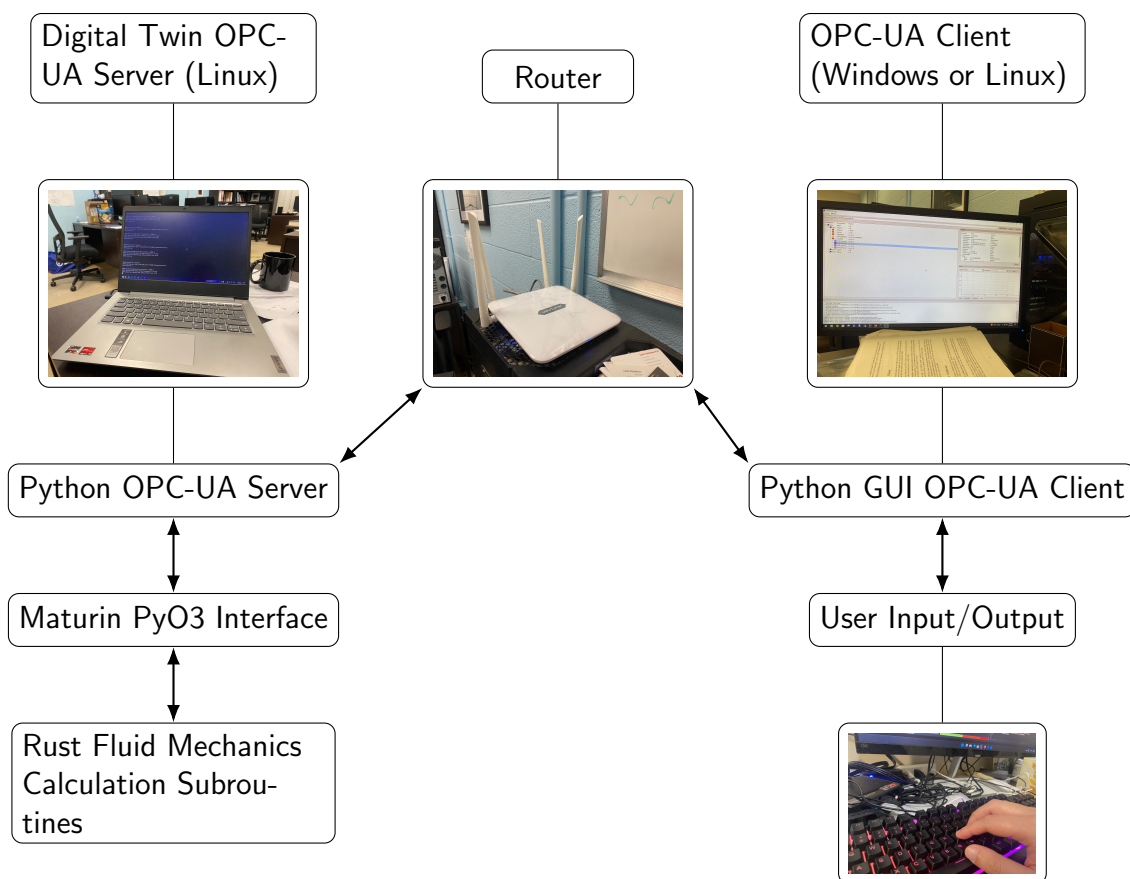 Digital Twin OPC-
UA Server (Linux)
Router
OPC-UA Client
(Windows or Linux)
Python OPC-UA Server
Python GUI OPC-UA Client
Maturin PyO3 Interface
User Input/Output
Rust Fluid Mechanics
Calculation Subrou-
tines